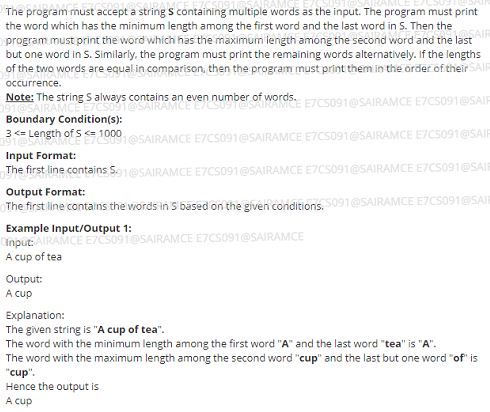 The program must accept a string S containing multiple words as the input. The program must print
the word which has the minimum length among the first word and the last word in S. Then the
program must print the word which has the maximum length among the second word and the last
but one word in S. Similarly, the program must print the remaining words alternatively. If the lengths
of the two words are equal in comparison, then the program must print them in the order of their
occurrence.
Note: The string S always contains an even number of words.
Boundary Condition(s):
3 <= Length of S <= 1000
Input Format:
The first line contains S.
Output Format:
The first line contains the words in S based on the given conditions.
Example Input/Output 1:
Input:
A cup of tea
Output:
A cup
Explanation:
The given string is "A cup of tea".
The word with the minimum length among the first word "A" and the last word "tea" is "A".
The word with the maximum length among the second word "cup" and the last but one word "of" is
"cup".
Hence the output is
A cup